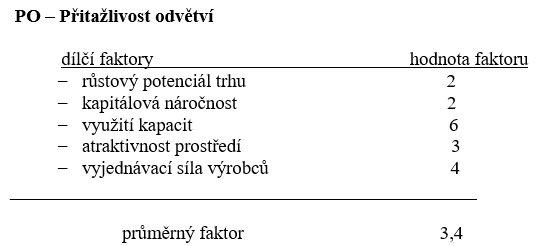 PO – Přitažlivost odvětví
dílčí faktory hodnota faktoru
– růstový potenciál trhu 2
– kapitálová náročnost 2
– využití kapacit 6
– atraktivnost prostředí 3
– vyjednávací síla výrobců 4
průměrný faktor 3,4